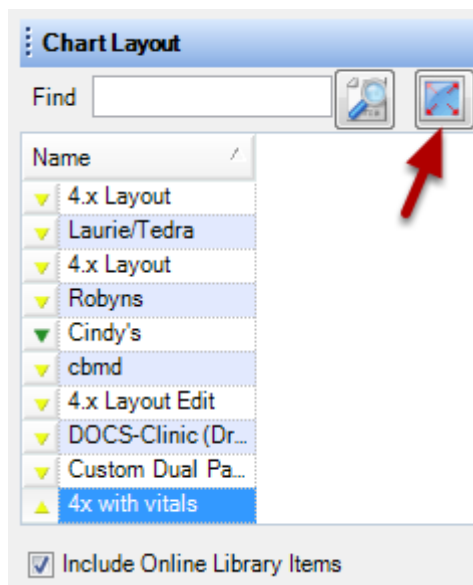 Chart Layout
Find
Name
4.x Layout
Laurie/Tedra
4.x Layout
Robyns
Cindy's
cbmd
4.x Layout Edit
DOCS-Clinic (Dr...
Custom Dual Pa...
4x with vitals
Include Online Library Items